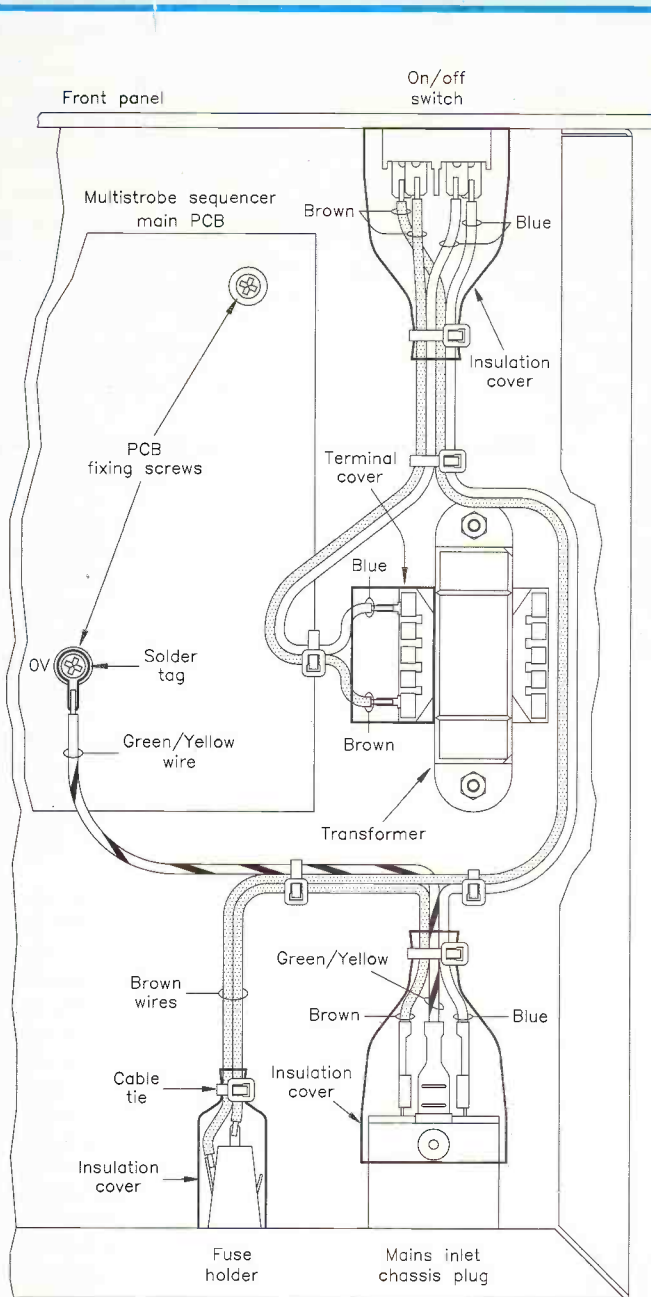 On/off
switch
Front panel
Multistrobe sequencer
main PCB
Brown
Blue
Insulation
cover
PCB
fixing screws
Terminal
cover
Blue
0V
Solder
tag
Brown
Green/Yellow
wire
Transformer
Green/Yellow
Brown
wires
Brown
Blue
Cable
tie
Insulation
cover
Insulation
cover
Fuse
holder
Mains inlet
chassis plug